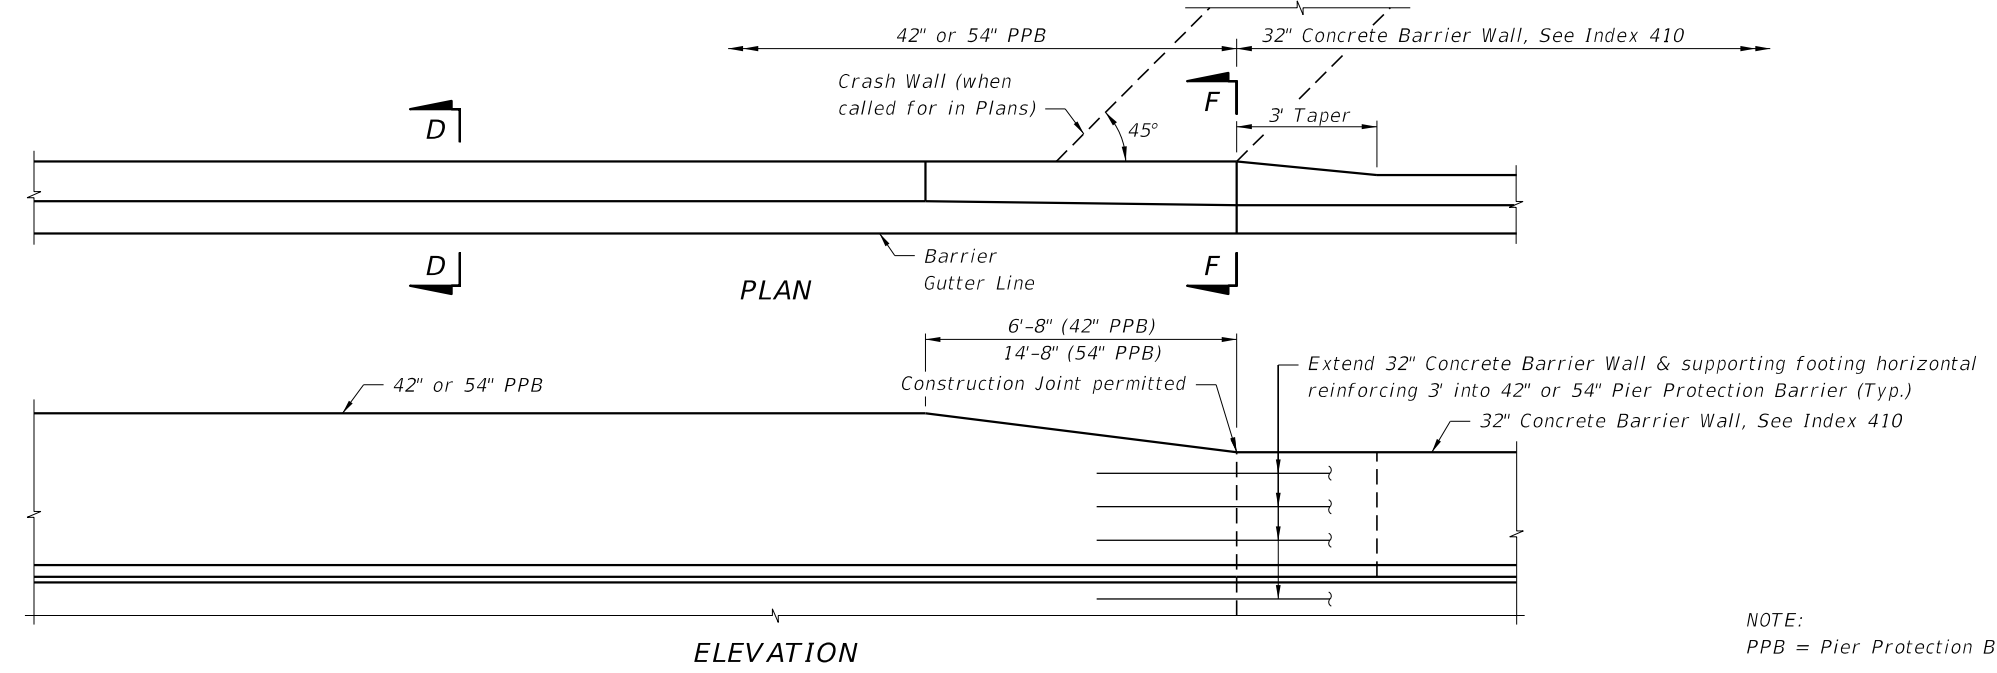 42" or 54" PPB
32" Concrete Barrier Wall, See Index 410
Crash Wall (when
called for in Plans)
F
3' Taper
D
45°
D
F
Barrier
Gutter Line
PLAN
6'-8" (42" PPB)
14'-8" (54" PPB)
Extend 32" Concrete Barrier Wall & supporting footing horizontal
reinforcing 3' into 42" or 54" Pier Protection Barrier (Typ.)
42" or 54" PPB
Construction Joint permitted
32" Concrete Barrier Wall, See Index 410
NOTE:
PPB = Pier Protection B
ELEVATION